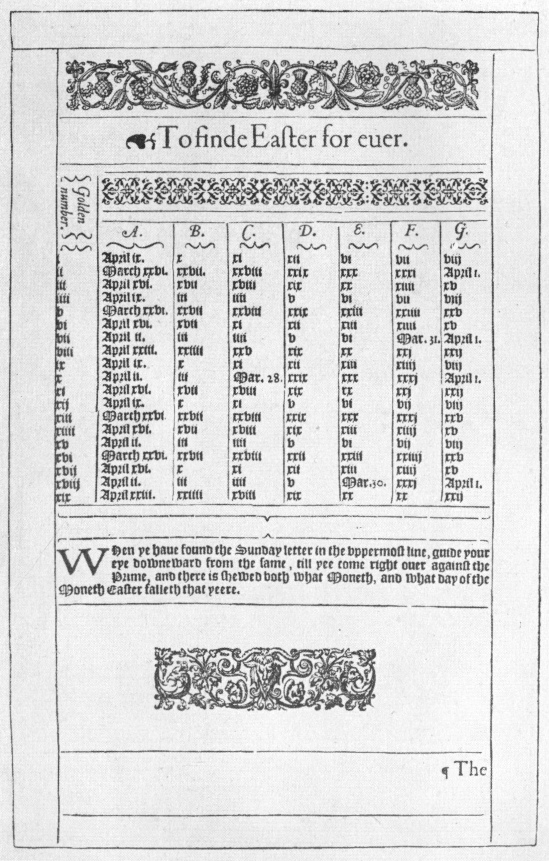 To finde Eaſter for euer.
Golden
number.
A. B. C. D. E. F. G.
i April ix. x xi xii vi vii viij
ii March xxvi. xxvii. xxviii xxix xxx xxxi April i.
iii April xvi. xvii xviii xix xx xiiii xv
iiii April ix. iii iiii v vi vii viij
v March xxvi. xxvii xxviii xxix xxiii xxiiii xxv
vi April xvi. xvii xi xii xiii xiiii xv
vii April ii. iii iiii v vi Mar. 31. April i.
viii April xxiii. xxiiii xxv xix xx xxj xxij
ix April ix. x xi xii xiii xiiij viij
x April ii. iii Mar. 28. xxix xxx xxxj April i.
xi April xvi. xvii xviii xix xx xxj xxij
xij April ix. x xi v vi vij viij
xiii March xxvi. xxvii xxviii xxix xxx xxxj xxv
xiiii April xvi. xvii xviii xix xiii xiiij xv
xv April ii. iii iiii v vi vij viij
xvi March xxvi. xxvii xxviii xxii xxiii xxiiij xxv
xvij April xvi. x xi xii xiii xiiij xv
xviij April ii. iii iiii v Mar.30. xxxj April i.
xix April xxiii. xxiiii xviii xix xx xx xxij
WHen ye haue found the Sunday letter in the vppermoſt line, guide your
eye downeward from the ſame, till yee come right ouer againſt the
Prime, and there is ſhewed both what Moneth, and what day of the
Moneth Eaſter falleth that yeere.
¶ The